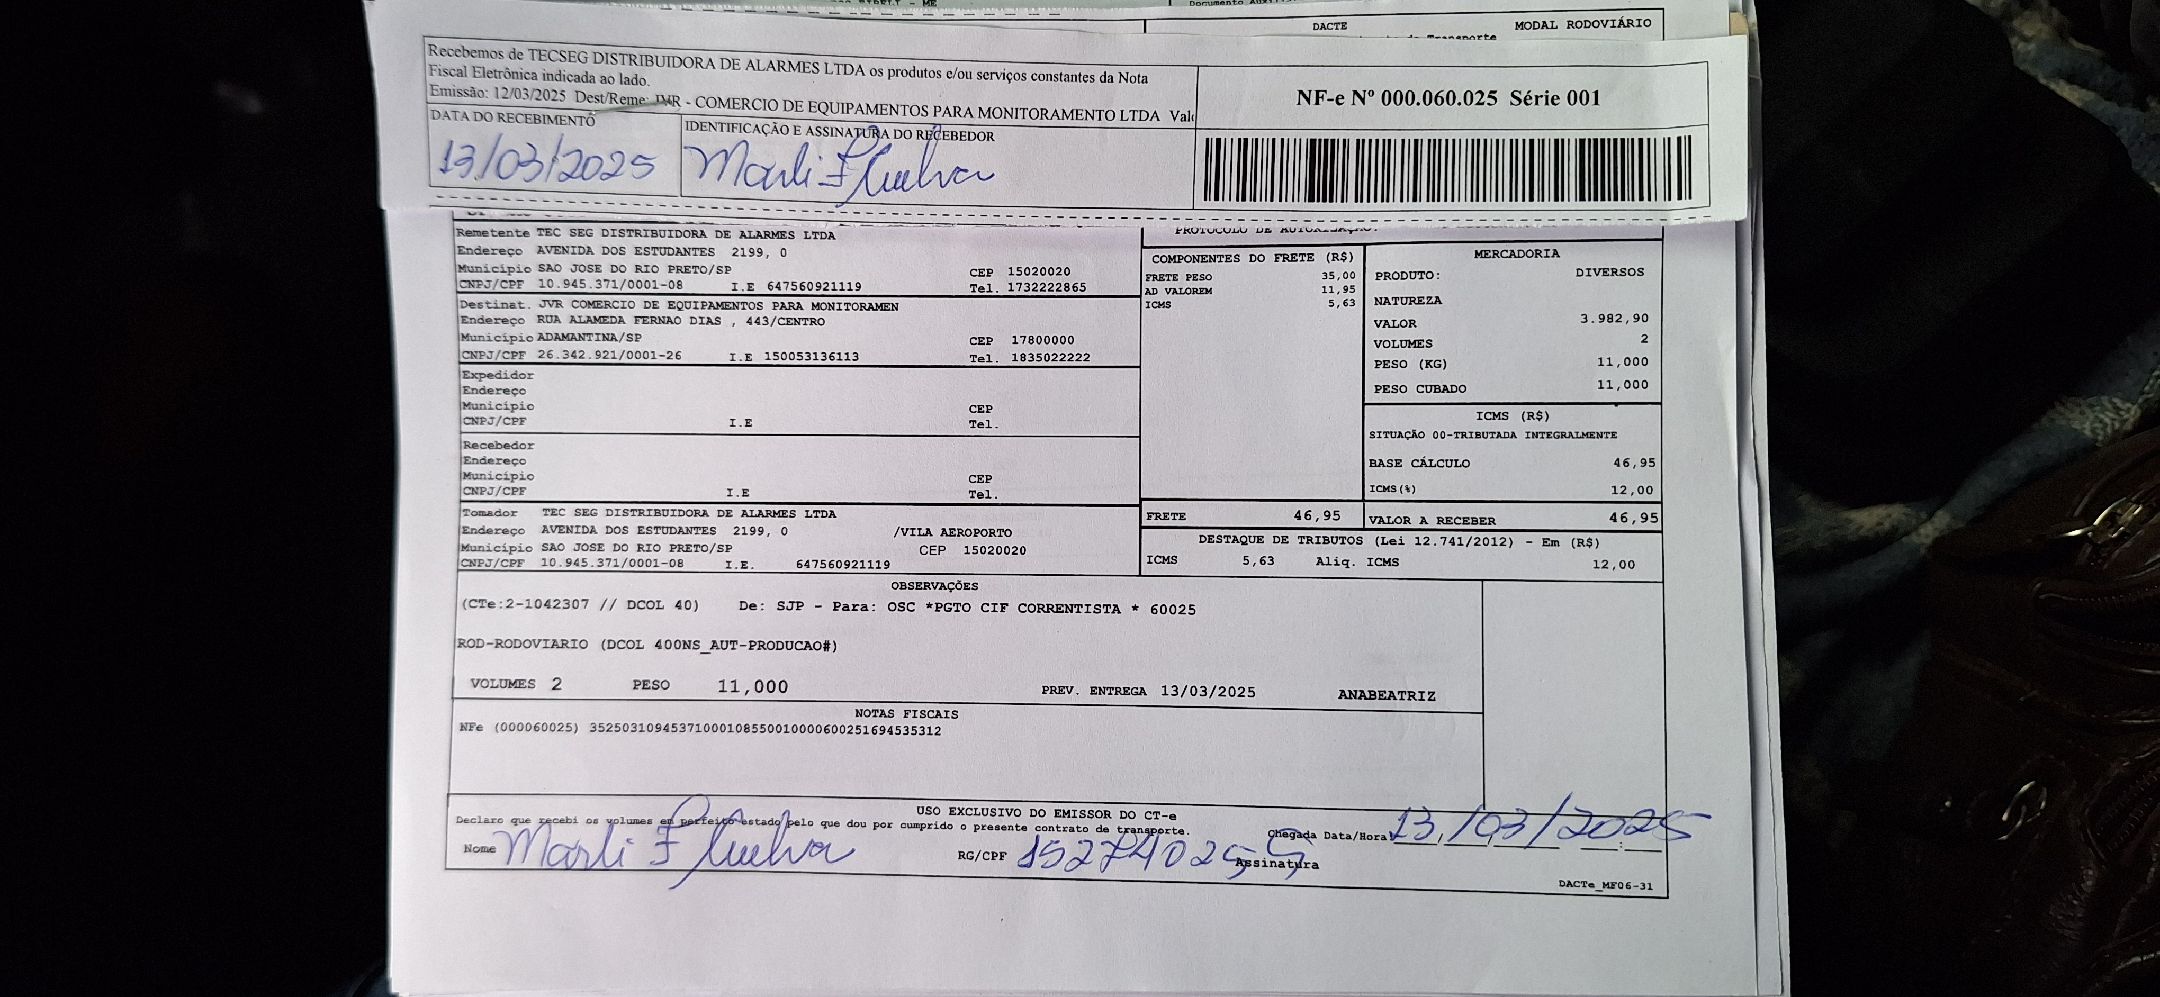 DACTE
MODAL RODOVIÁRIO
Recebemos de TECSEG DISTRIBUIDORA DE ALARMES LTDA os produtos e/ou serviços constantes da Nota
Fiscal Eletrônica indicada ao lado.
Emissão: 12/03/2025 Dest/Reme: JVR - COMERCIO DE EQUIPAMENTOS PARA MONITORAMENTO LTDA
NF-e Nº 000.060.025 Série 001
DATA DO RECEBIMENTO
IDENTIFICAÇÃO E ASSINATURA DO RECEBEDOR
13/03/2025
Marli F
PROTOCOLO DE AUTORIZAÇÃO:
Remetente TEC SEG DISTRIBUIDORA DE ALARMES LTDA
Endereço AVENIDA DOS ESTUDANTES 2199, 0
Município SAO JOSE DO RIO PRETO/SP CEP 15020020
CNPJ/CPF 10.945.371/0001-08 I.E 647560921119 Tel. 1732222865
Destinat. JVR COMERCIO DE EQUIPAMENTOS PARA MONITORAMEN
Endereço RUA ALAMEDA FERNAO DIAS , 443/CENTRO
Município ADAMANTINA/SP CEP 17800000
CNPJ/CPF 26.342.921/0001-26 I.E 150053136113 Tel. 1835022222
Expedidor
Endereço
Município CEP
CNPJ/CPF I.E Tel.
Recebedor
Endereço
Município CEP
CNPJ/CPF I.E Tel.
Tomador TEC SEG DISTRIBUIDORA DE ALARMES LTDA
Endereço AVENIDA DOS ESTUDANTES 2199, 0 /VILA AEROPORTO
Município SAO JOSE DO RIO PRETO/SP CEP 15020020
CNPJ/CPF 10.945.371/0001-08 I.E. 647560921119
COMPONENTES DO FRETE (R$)
FRETE PESO 35,00
AD VALOREM 11,95
ICMS 5,63
MERCADORIA
PRODUTO: DIVERSOS
NATUREZA
VALOR 3.982,90
VOLUMES 2
PESO (KG) 11,000
PESO CUBADO 11,000
ICMS (R$)
SITUAÇÃO 00-TRIBUTADA INTEGRALMENTE
BASE CÁLCULO 46,95
ICMS(%) 12,00
FRETE 46,95
VALOR A RECEBER 46,95
DESTAQUE DE TRIBUTOS (Lei 12.741/2012) - Em (R$)
ICMS 5,63 Aliq. ICMS 12,00
OBSERVAÇÕES
(CTe:2-1042307 // DCOL 40) De: SJP - Para: OSC *PGTO CIF CORRENTISTA * 60025
ROD-RODOVIARIO (DCOL 400NS_AUT-PRODUCAO#)
VOLUMES 2 PESO 11,000 PREV. ENTREGA 13/03/2025 ANABEATRIZ
NOTAS FISCAIS
NFe (000060025) 35250310945371000108550010000600251694535312
USO EXCLUSIVO DO EMISSOR DO CT-e
Declaro que recebi os volumes em perfeito estado pelo que dou por cumprido o presente contrato de transporte.
Chegada Data/Hora 13/03/2025
Nome Marli F RG/CPF 152740255 Assinatura
DACTe_MF06-31